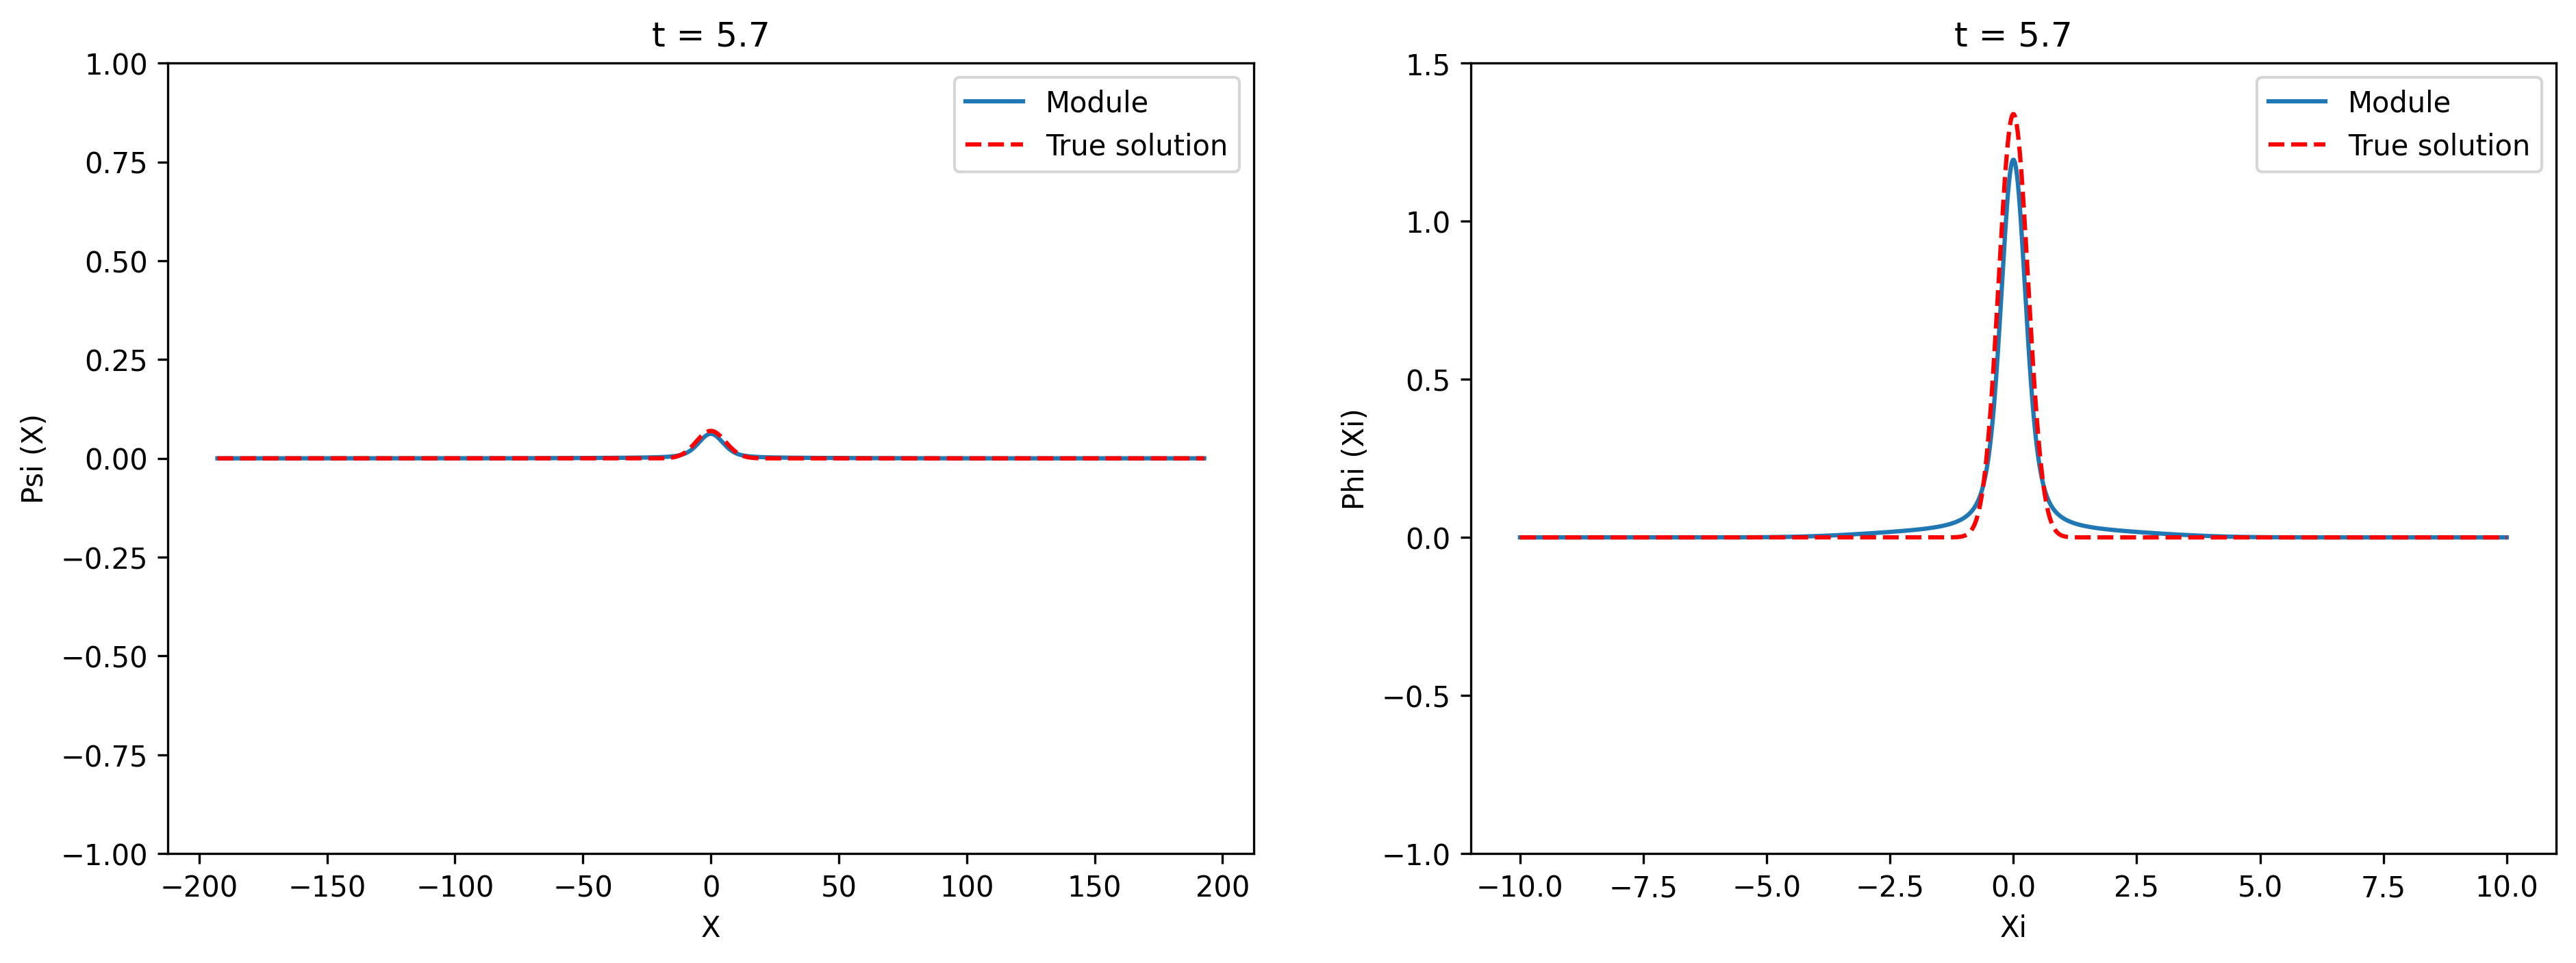 t = 5.7
1.00
0.75
0.50
0.25
0.00
−0.25
−0.50
−0.75
−1.00
Psi (X)
−200 −150 −100 −50 0 50 100 150 200
X
Module
True solution
t = 5.7
1.5
1.0
0.5
0.0
−0.5
−1.0
Phi (Xi)
−10.0 −7.5 −5.0 −2.5 0.0 2.5 5.0 7.5 10.0
Xi
Module
True solution